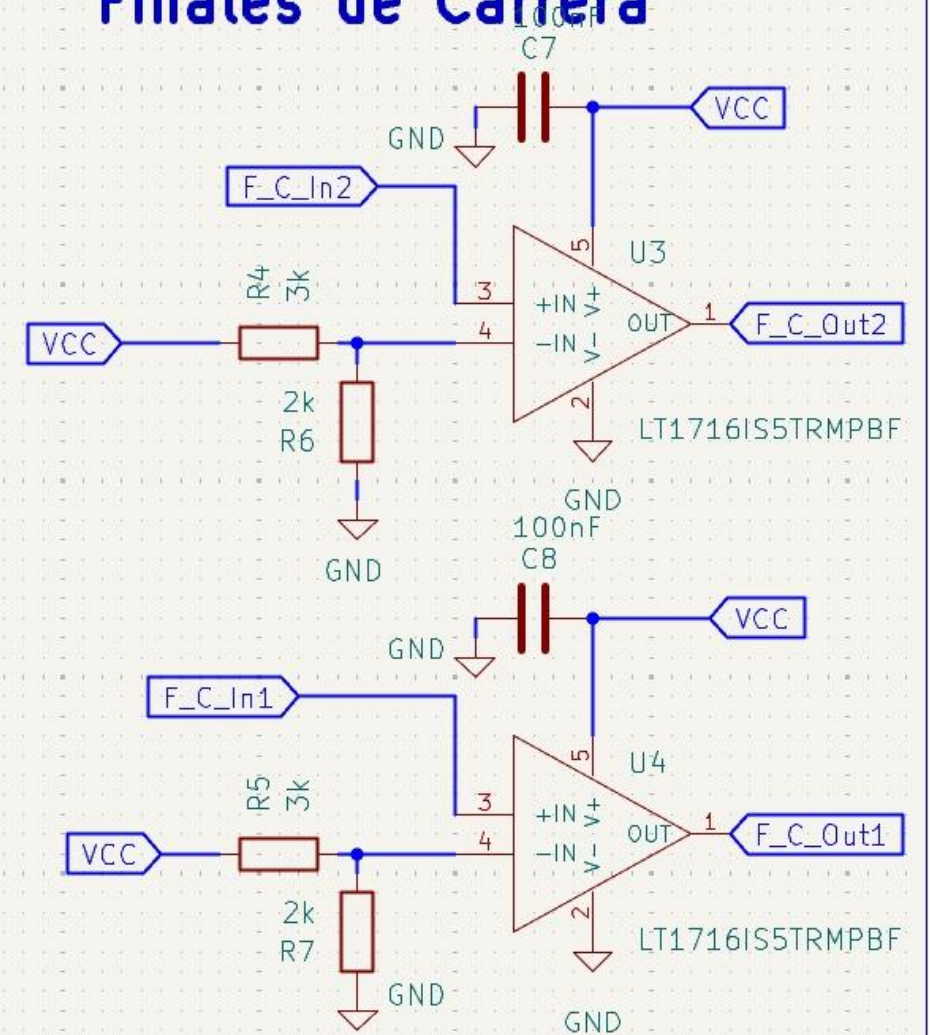 Finales de Carrera
100nF
C7
VCC
GND
F_C_In2
R4
3k
5
U3
3
+IN
V+
VCC
4
-IN
V-
OUT
1
F_C_Out2
2k
R6
2
LT1716IS5TRMPBF
GND
GND
100nF
C8
VCC
GND
F_C_In1
R5
3k
5
U4
3
+IN
V+
VCC
4
-IN
V-
OUT
1
F_C_Out1
2k
R7
2
LT1716IS5TRMPBF
GND
GND